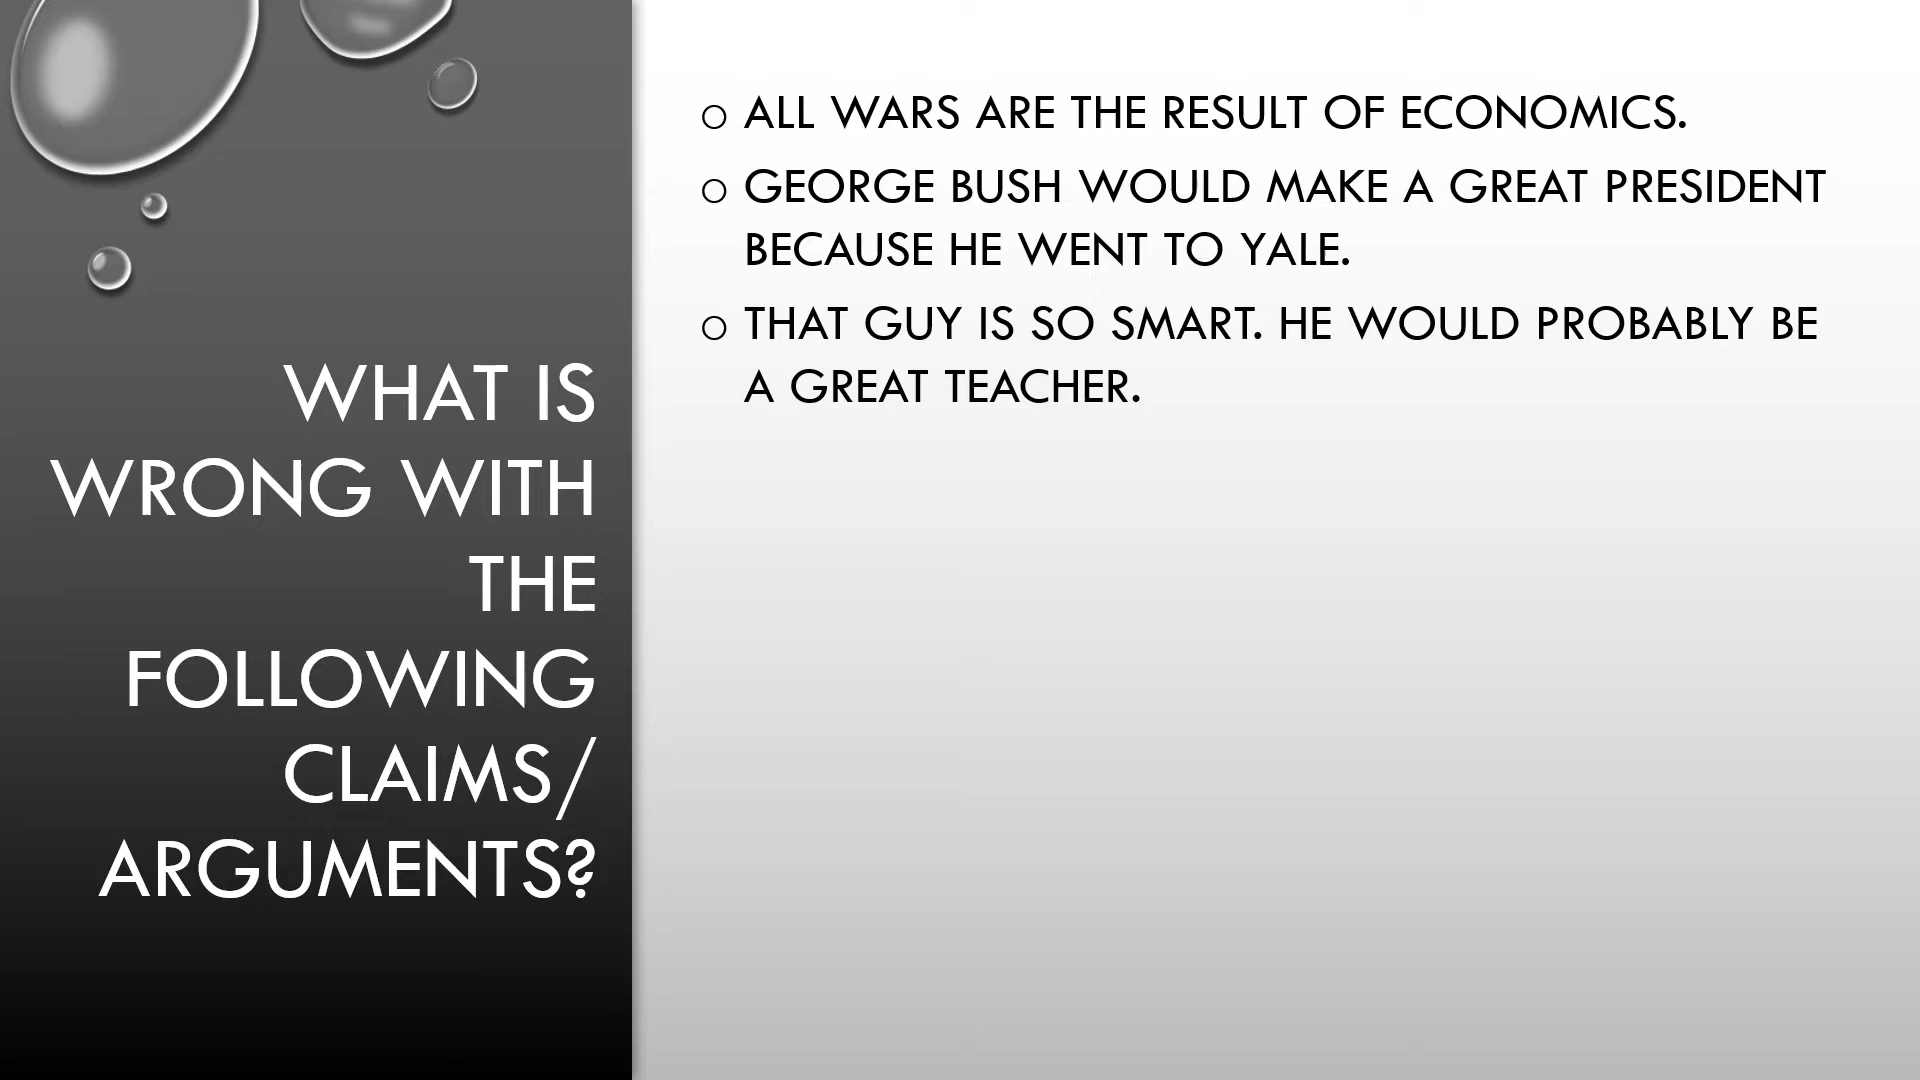 WHAT IS
WRONG WITH
THE
FOLLOWING
CLAIMS/
ARGUMENTS?
○ ALL WARS ARE THE RESULT OF ECONOMICS.
○ GEORGE BUSH WOULD MAKE A GREAT PRESIDENT
BECAUSE HE WENT TO YALE.
○ THAT GUY IS SO SMART. HE WOULD PROBABLY BE
A GREAT TEACHER.